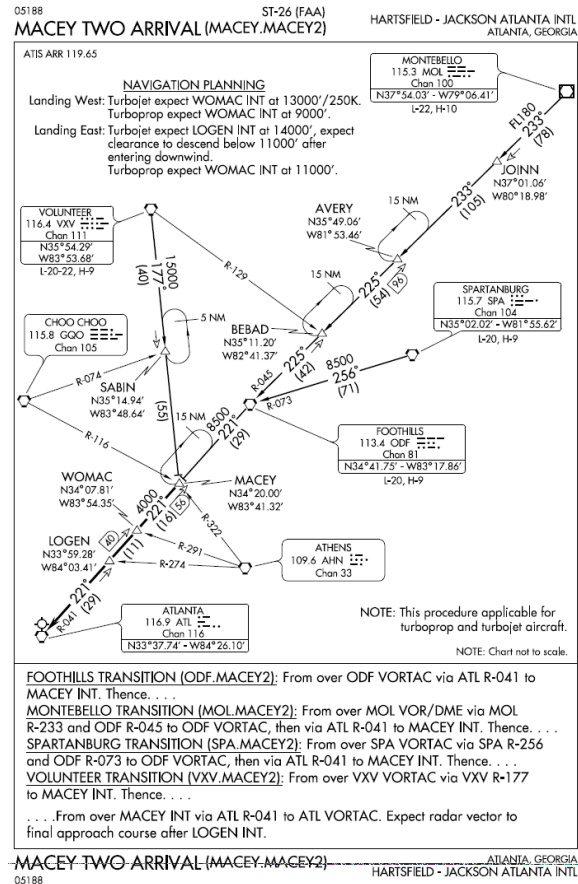 05188
ST-26 (FAA)
MACEY TWO ARRIVAL (MACEY.MACEY2)
HARTSFIELD - JACKSON ATLANTA INTL
ATLANTA, GEORGIA
ATIS ARR 119.65
NAVIGATION PLANNING
Landing West: Turbojet expect WOMAC INT at 13000'/250K.
Turboprop expect WOMAC INT at 9000'.
Landing East: Turbojet expect LOGEN INT at 14000', expect
clearance to descend below 11000' after
entering downwind.
Turboprop expect WOMAC INT at 11000'.
MONTEBELLO
115.3 MOL
Chan 100
N37°54.03' - W79°06.41'
L-22, H-10
FL180
233°
(78)
JOINN
N37°01.06'
W80°18.98'
233°
(105)
15 NM
AVERY
N35°49.06'
W81°53.46'
VOLUNTEER
116.4 VXV
Chan 111
N35°54.29'
W83°53.68'
L-20-22, H-9
15000
177°
(40)
R-129
15 NM
225°
(54)
96
SPARTANBURG
115.7 SPA
Chan 104
N35°02.02' - W81°55.62'
L-20, H-9
5 NM
BEBAD
N35°11.20'
W82°41.37'
CHOO CHOO
115.8 GQO
Chan 105
R-074
SABIN
N35°14.94'
W83°48.64'
225°
(42)
R-045
8500
256°
(71)
R-073
(55)
15 NM
8500
221°
(29)
R-116
FOOTHILLS
113.4 ODF
Chan 81
N34°41.75' - W83°17.86'
L-20, H-9
WOMAC
N34°07.81'
W83°54.35'
MACEY
N34°20.00'
W83°41.32'
4000
221°
(16)
56
R-322
LOGEN
N33°59.28'
W84°03.41'
40
(11)
R-291
R-274
ATHENS
109.6 AHN
Chan 33
221°
(29)
R-041
ATLANTA
116.9 ATL
Chan 116
N33°37.74' - W84°26.10'
NOTE: This procedure applicable for
turboprop and turbojet aircraft.
NOTE: Chart not to scale.
FOOTHILLS TRANSITION (ODF.MACEY2): From over ODF VORTAC via ATL R-041 to
MACEY INT. Thence. . . .
MONTEBELLO TRANSITION (MOL.MACEY2): From over MOL VOR/DME via MOL
R-233 and ODF R-045 to ODF VORTAC, then via ATL R-041 to MACEY INT. Thence. . . .
SPARTANBURG TRANSITION (SPA.MACEY2): From over SPA VORTAC via SPA R-256
and ODF R-073 to ODF VORTAC, then via ATL R-041 to MACEY INT. Thence. . . .
VOLUNTEER TRANSITION (VXV.MACEY2): From over VXV VORTAC via VXV R-177
to MACEY INT. Thence. . . .
. . . .From over MACEY INT via ATL R-041 to ATL VORTAC. Expect radar vector to
final approach course after LOGEN INT.
MACEY TWO ARRIVAL (MACEY.MACEY2)
ATLANTA, GEORGIA
HARTSFIELD - JACKSON ATLANTA INTL
05188